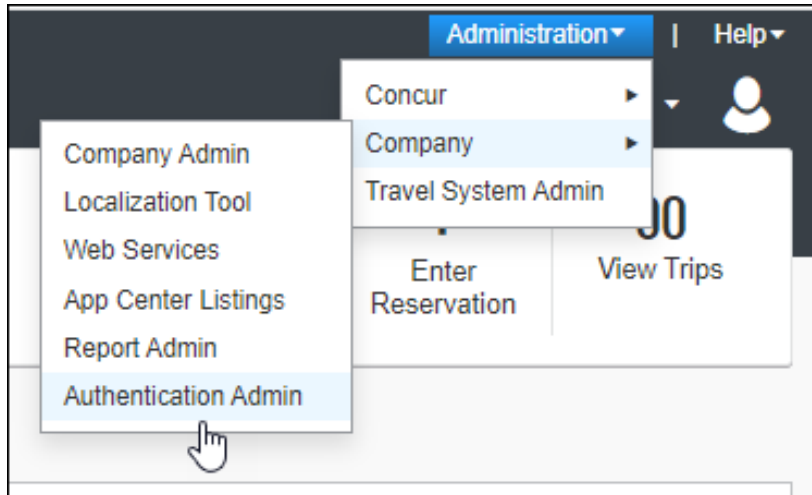 Administration
|
Help
Concur
Company
Travel System Admin
Company Admin
Localization Tool
Web Services
App Center Listings
Report Admin
Authentication Admin
Enter
Reservation
View Trips